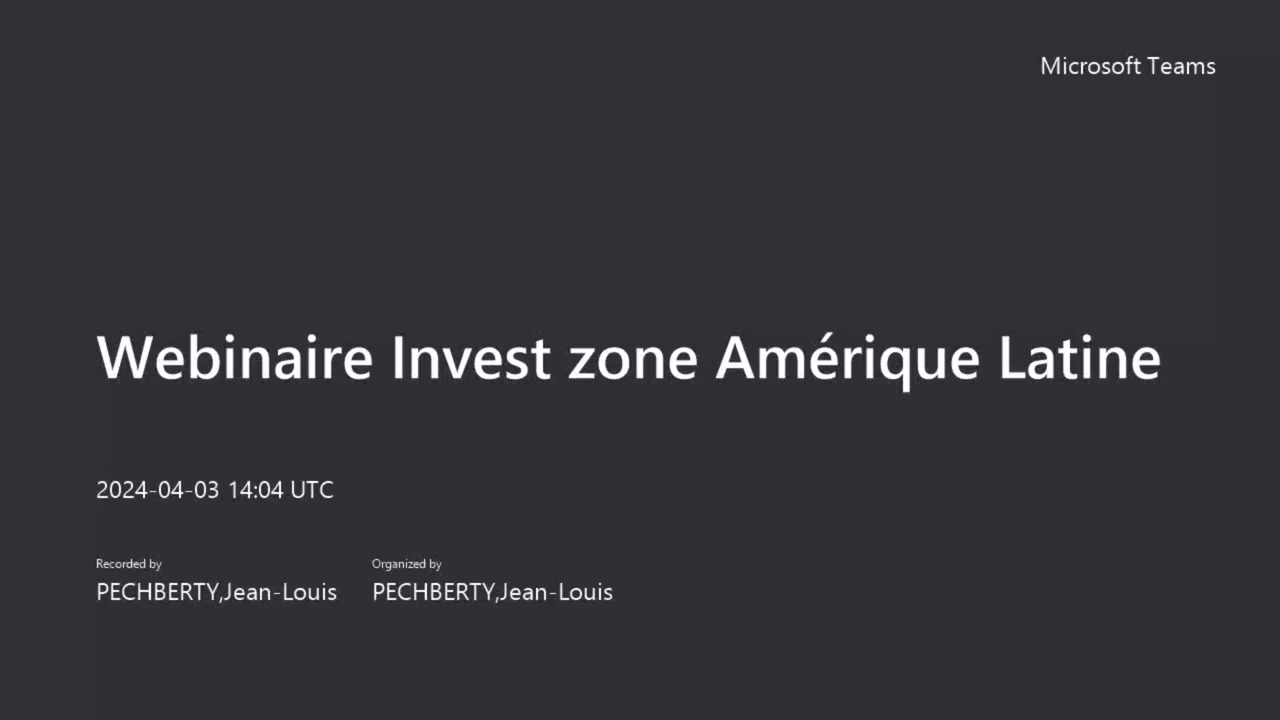 Microsoft Teams
Webinaire Invest zone Amérique Latine
2024-04-03 14:04 UTC
Recorded by
PECHBERTY,Jean-Louis
Organized by
PECHBERTY,Jean-Louis